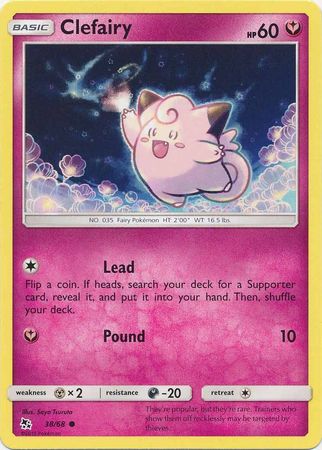 BASIC Clefairy HP60
NO. 035 Fairy Pokémon HT: 2'00" WT: 16.5 lbs.
Lead
Flip a coin. If heads, search your deck for a Supporter
card, reveal it, and put it into your hand. Then, shuffle
your deck.
Pound 10
weakness × 2 resistance -20 retreat
Illus. Saya Tsuruta
38/68
They're popular, but they're rare. Trainers who
show them off recklessly may be targeted by
thieves.